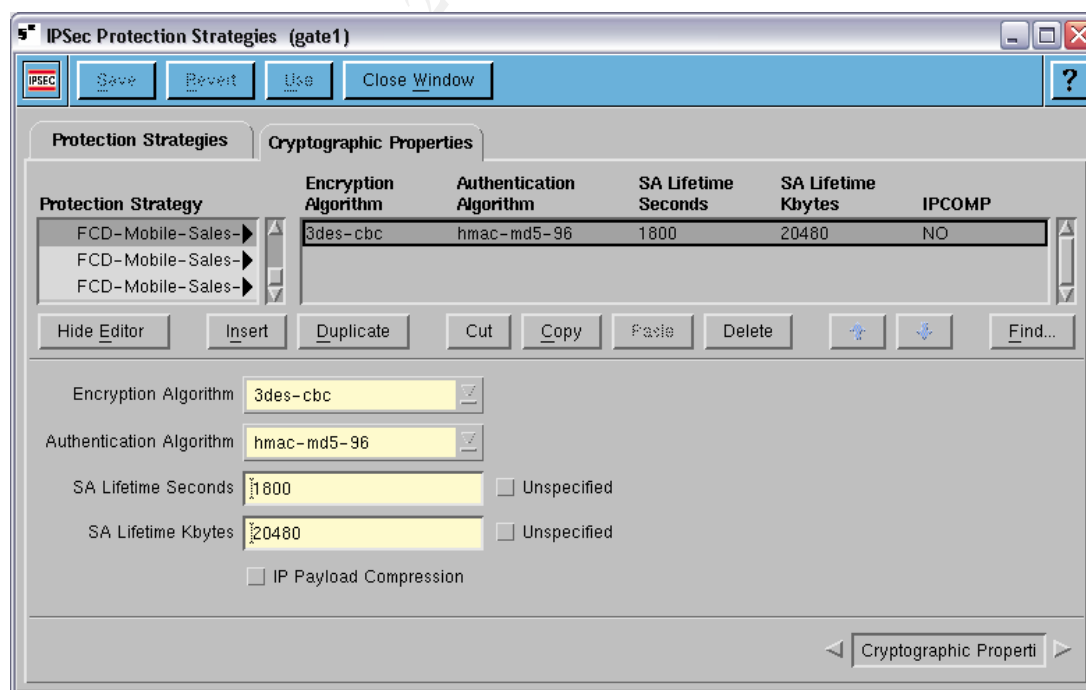 IPSec Protection Strategies (gate1)
IPSEC Save Revert Use Close Window ?
Protection Strategies Cryptographic Properties
Protection Strategy Encryption Algorithm Authentication Algorithm SA Lifetime Seconds SA Lifetime Kbytes IPCOMP
FCD-Mobile-Sales- 3des-cbc hmac-md5-96 1800 20480 NO
FCD-Mobile-Sales-
FCD-Mobile-Sales-
Hide Editor Insert Duplicate Cut Copy Paste Delete Find...
Encryption Algorithm 3des-cbc
Authentication Algorithm hmac-md5-96
SA Lifetime Seconds 1800 Unspecified
SA Lifetime Kbytes 20480 Unspecified
IP Payload Compression
Cryptographic Properti